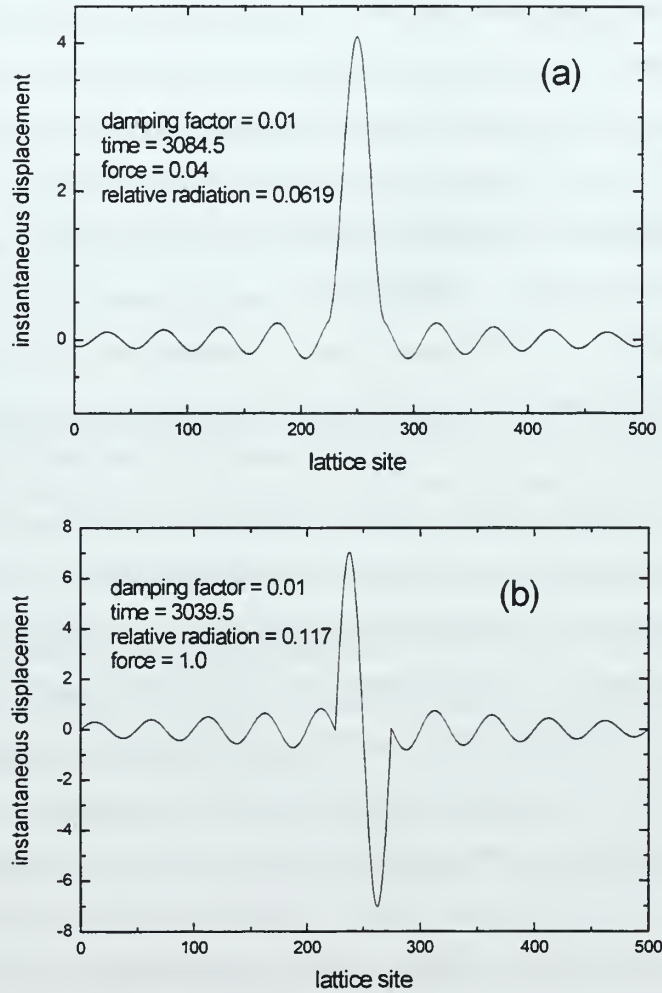 (a)
damping factor = 0.01
time = 3084.5
force = 0.04
relative radiation = 0.0619
instantaneous displacement
4
2
0
0
100
200
300
400
500
lattice site
(b)
damping factor = 0.01
time = 3039.5
relative radiation = 0.117
force = 1.0
instantaneous displacement
8
6
4
2
0
-2
-4
-6
-8
0
100
200
300
400
500
lattice site